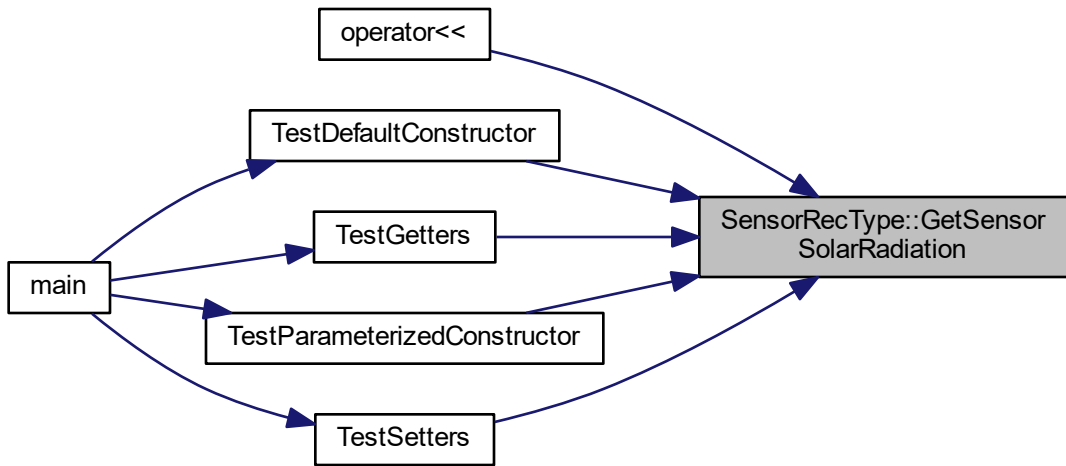 operator<<
TestDefaultConstructor
SensorRecType::GetSensor
SolarRadiation
TestGetters
main
TestParameterizedConstructor
TestSetters